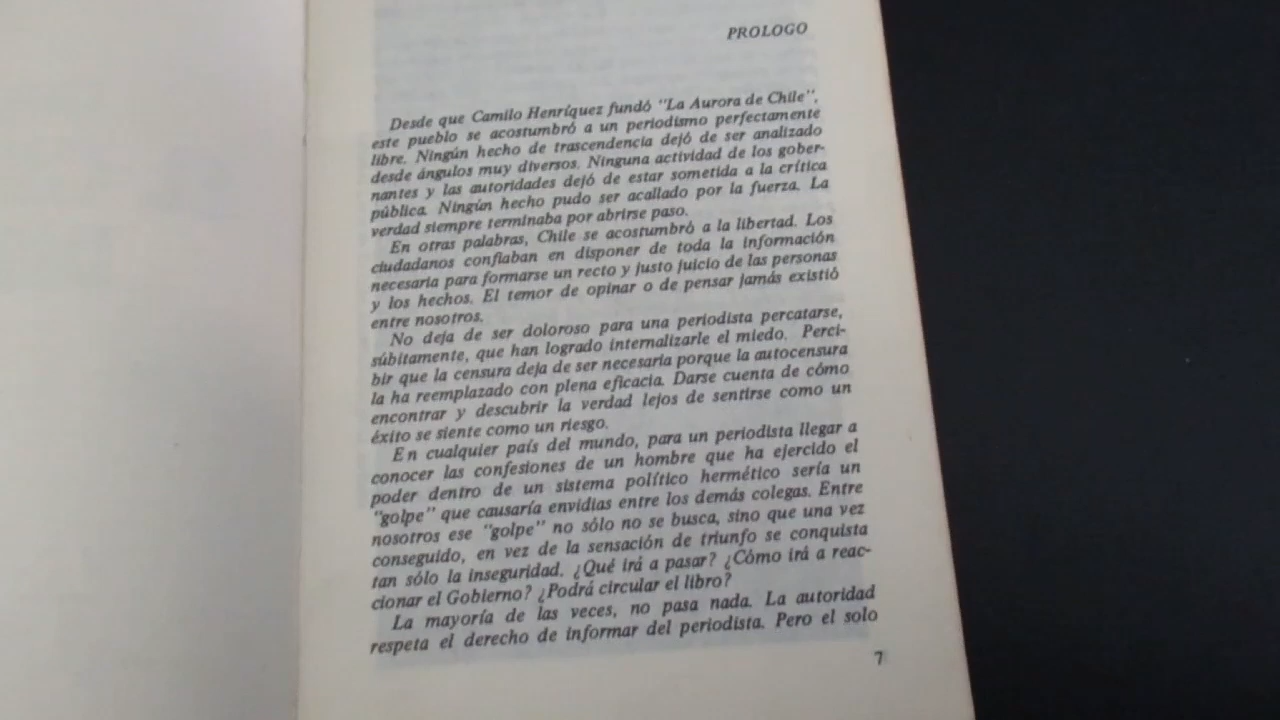 PROLOGO
Desde que Camilo Henríquez fundó "La Aurora de Chile",
este pueblo se acostumbró a un periodismo perfectamente
libre. Ningún hecho de trascendencia dejó de ser analizado
desde ángulos muy diversos. Ninguna actividad de los gober-
nantes y las autoridades dejó de estar sometida a la crítica
pública. Ningún hecho pudo ser acallado por la fuerza. La
verdad siempre terminaba por abrirse paso.
En otras palabras, Chile se acostumbró a la libertad. Los
ciudadanos confiaban en disponer de toda la información
necesaria para formarse un recto y justo juicio de las personas
y los hechos. El temor de opinar o de pensar jamás existió
entre nosotros.
No deja de ser doloroso para una periodista percatarse,
súbitamente, que han logrado internalizarle el miedo. Perci-
bir que la censura deja de ser necesaria porque la autocensura
la ha reemplazado con plena eficacia. Darse cuenta de cómo
encontrar y descubrir la verdad lejos de sentirse como un
éxito se siente como un riesgo.
En cualquier país del mundo, para un periodista llegar a
conocer las confesiones de un hombre que ha ejercido el
poder dentro de un sistema político hermético sería un
"golpe" que causaría envidias entre los demás colegas. Entre
nosotros ese "golpe" no sólo no se busca, sino que una vez
conseguido, en vez de la sensación de triunfo se conquista
tan sólo la inseguridad. ¿Qué irá a pasar? ¿Cómo irá a reac-
cionar el Gobierno? ¿Podrá circular el libro?
La mayoría de las veces, no pasa nada. La autoridad
respeta el derecho de informar del periodista. Pero el solo
7